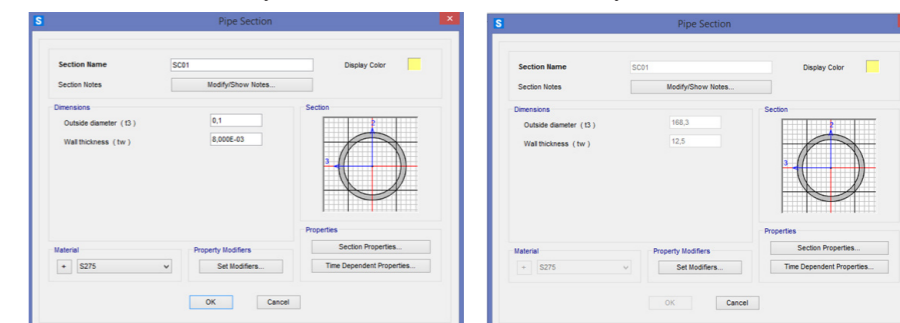 S Pipe Section ×
Section Name SC01 Display Color
Section Notes Modify/Show Notes...
Dimensions
Outside diameter ( t3 ) 0,1
Wall thickness ( tw ) 8,000E-03
Section
2
3
Properties
Section Properties...
Time Dependent Properties...
Material
+ S275
Property Modifiers
Set Modifiers...
OK Cancel
S Pipe Section
Section Name SC01 Display Color
Section Notes Modify/Show Notes...
Dimensions
Outside diameter ( t3 ) 168,3
Wall thickness ( tw ) 12,5
Section
2
3
Properties
Section Properties...
Time Dependent Properties...
Material
+ S275
Property Modifiers
Set Modifiers...
OK Cancel